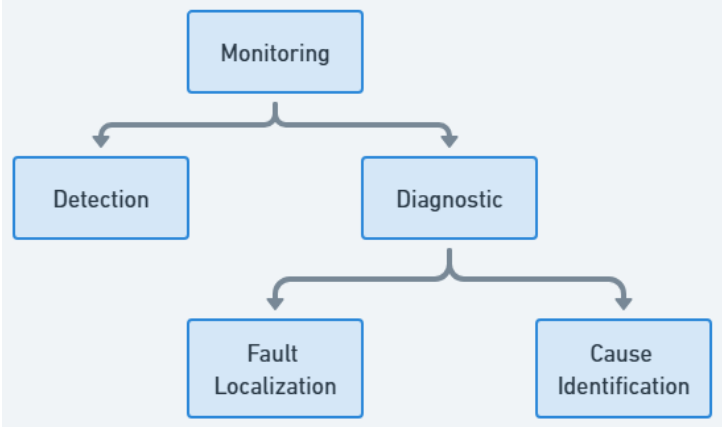 Monitoring
Detection
Diagnostic
Fault
Localization
Cause
Identification